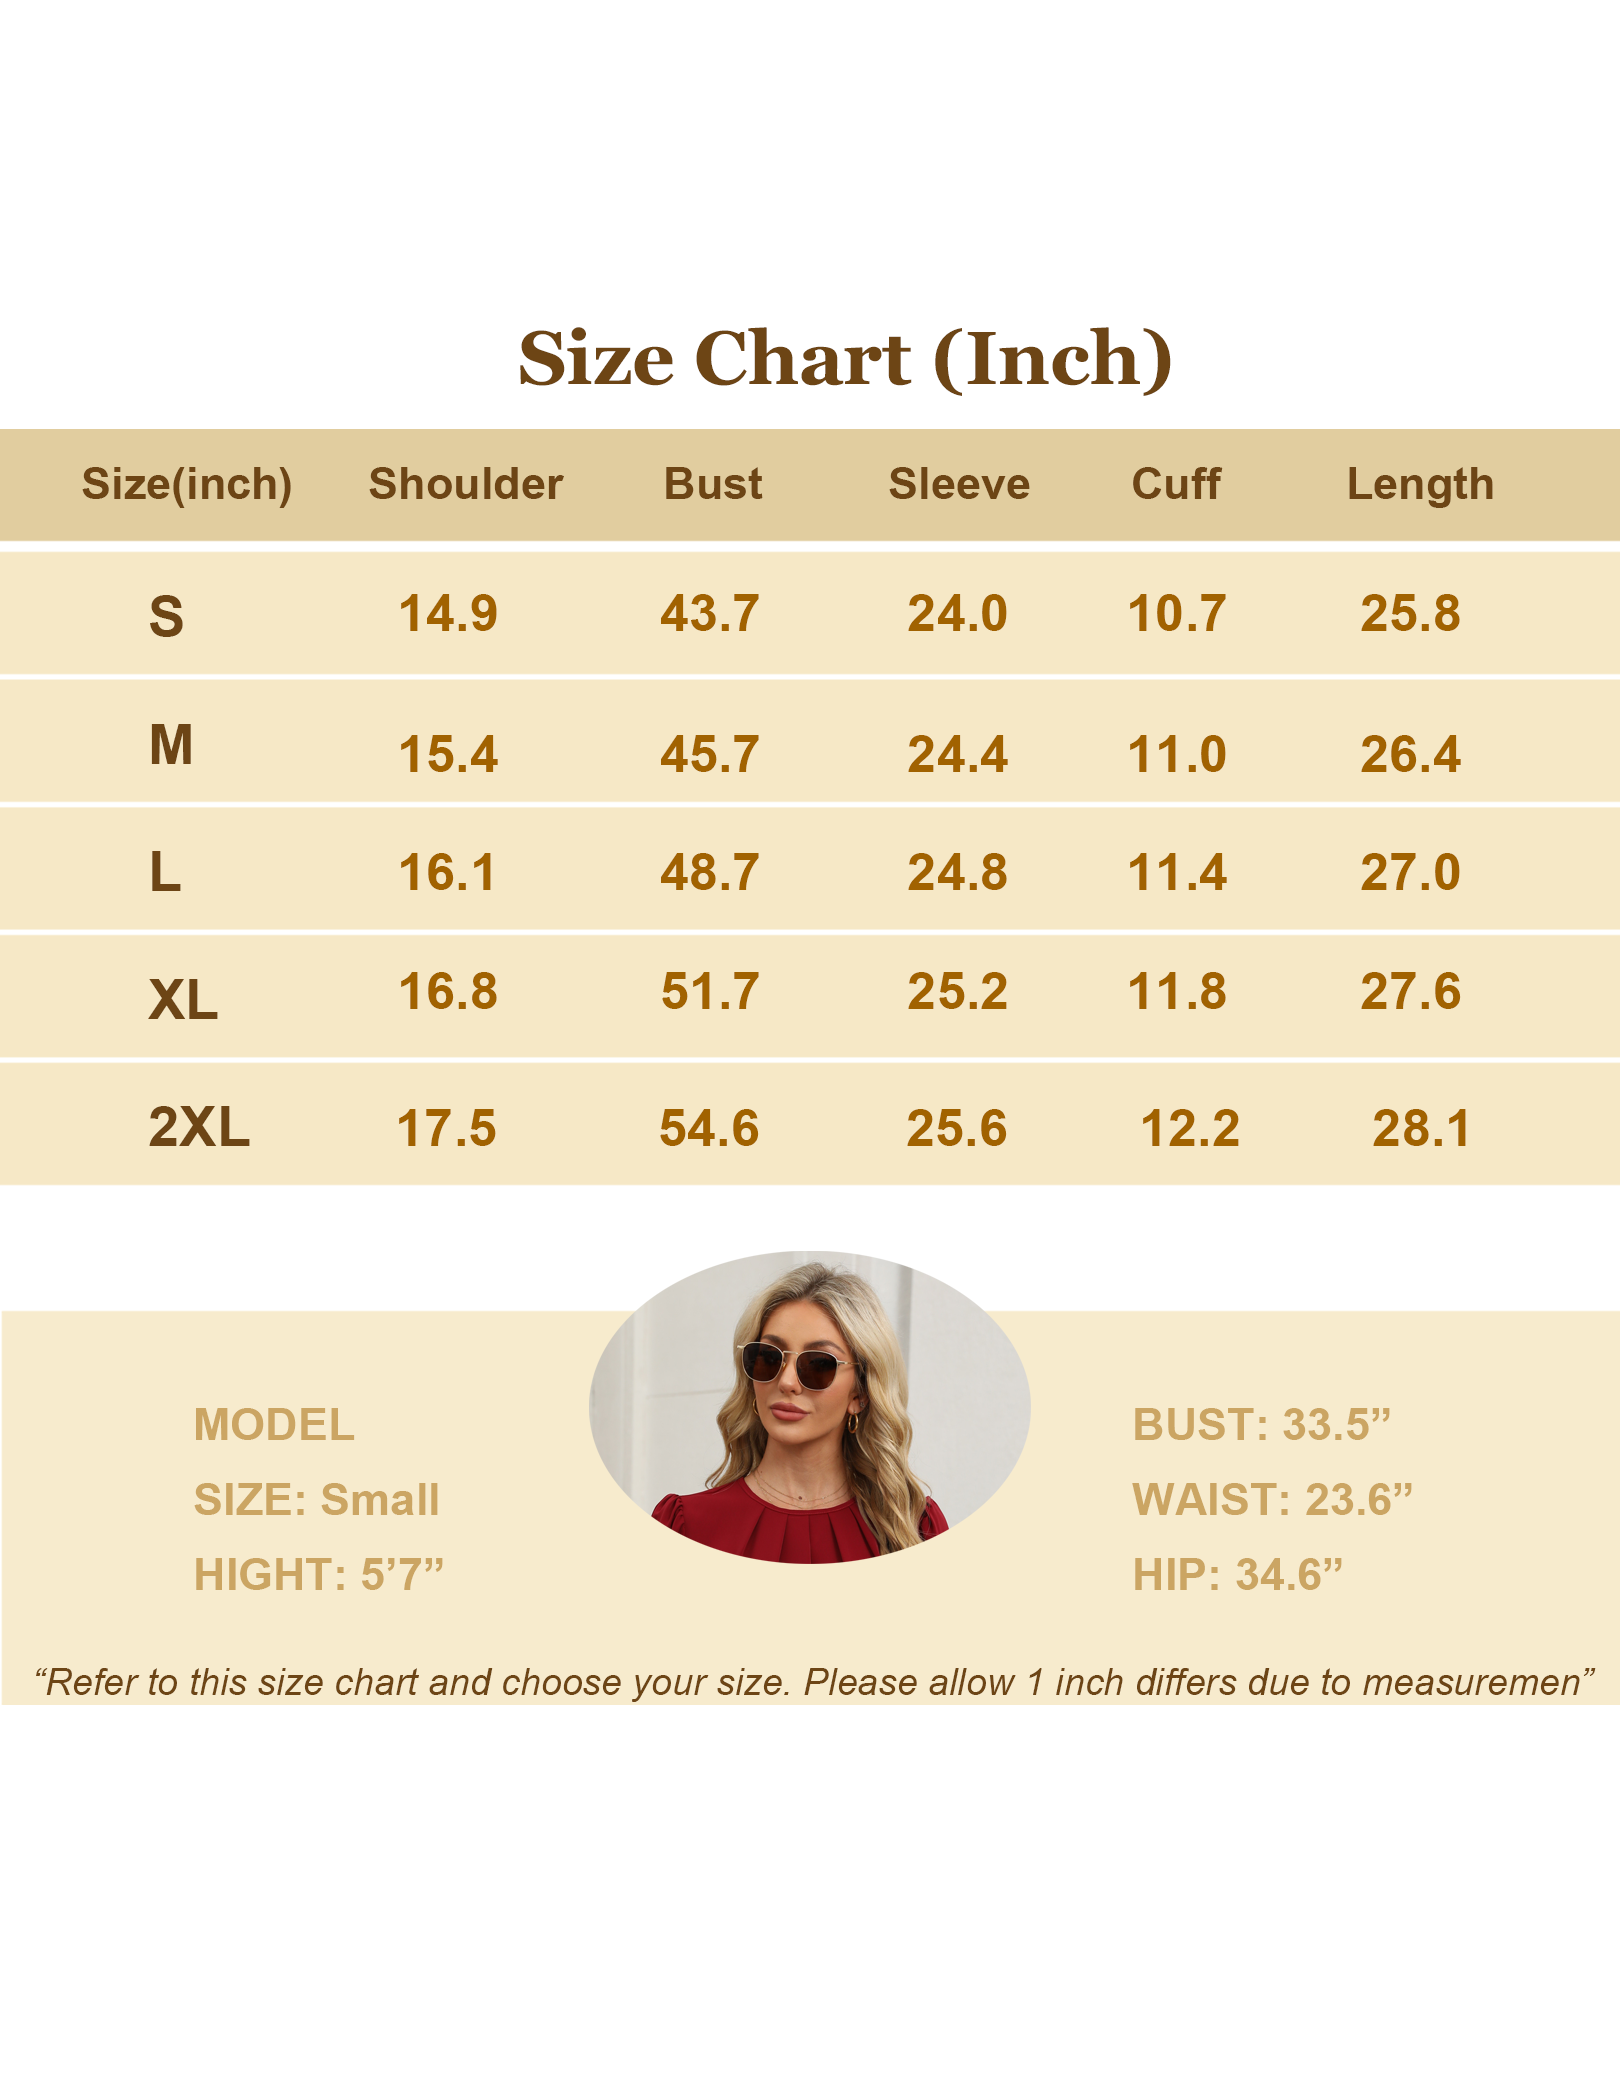 Size Chart (Inch)
Size(inch) Shoulder Bust Sleeve Cuff Length
S 14.9 43.7 24.0 10.7 25.8
M 15.4 45.7 24.4 11.0 26.4
L 16.1 48.7 24.8 11.4 27.0
XL 16.8 51.7 25.2 11.8 27.6
2XL 17.5 54.6 25.6 12.2 28.1
MODEL
SIZE: Small
HIGHT: 5’7”
BUST: 33.5”
WAIST: 23.6”
HIP: 34.6”
“Refer to this size chart and choose your size. Please allow 1 inch differs due to measuremen”